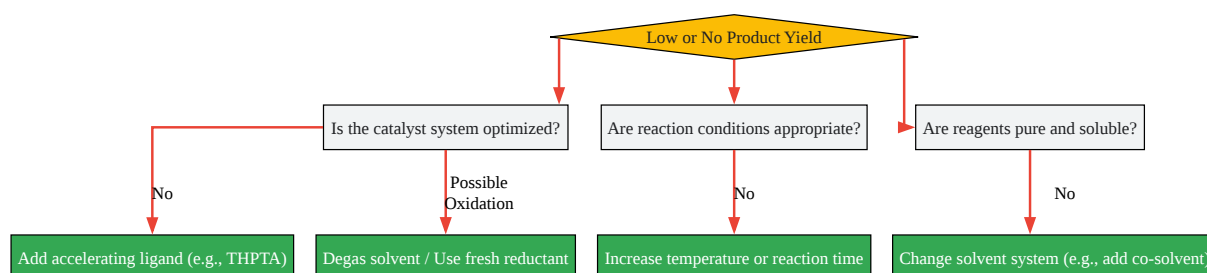 Low or No Product Yield
Is the catalyst system optimized?
Are reaction conditions appropriate?
Are reagents pure and soluble?
No
Possible
Oxidation
No
No
Add accelerating ligand (e.g., THPTA)
Degas solvent / Use fresh reductant
Increase temperature or reaction time
Change solvent system (e.g., add co-solvent)